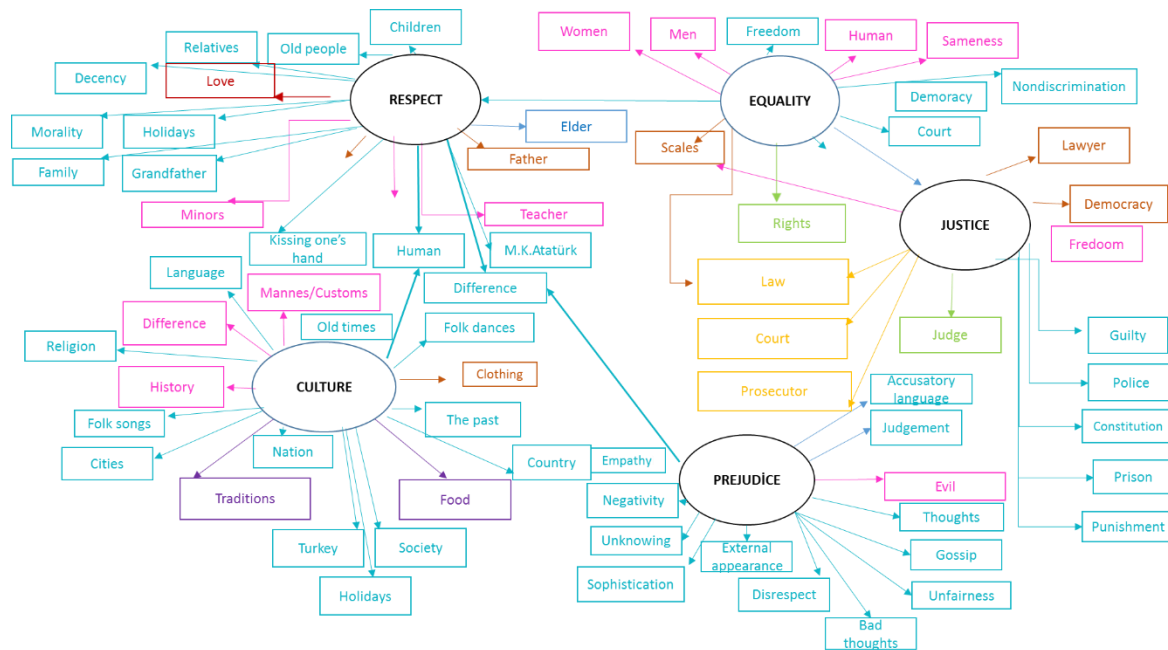 Children
Women
Men
Freedom
Human
Sameness
Relatives
Old people
Decency
Love
RESPECT
EQUALITY
Nondiscrimination
Demoracy
Morality
Holidays
Elder
Court
Family
Grandfather
Father
Scales
Lawyer
Minors
Teacher
Rights
JUSTICE
Democracy
Freedoom
Kissing one's
hand
Human
M.K.Atatürk
Language
Mannes/Customs
Difference
Law
Difference
Old times
Folk dances
Religion
Court
Judge
Guilty
History
CULTURE
Clothing
Prosecutor
Accusatory
language
Police
Folk songs
The past
Judgement
Constitution
Nation
Cities
Country
Empathy
PREJUDİCE
Prison
Traditions
Food
Negativity
Evil
Thoughts
Punishment
Turkey
Society
Unknowing
External
appearance
Gossip
Sophistication
Disrespect
Unfairness
Holidays
Bad
thoughts